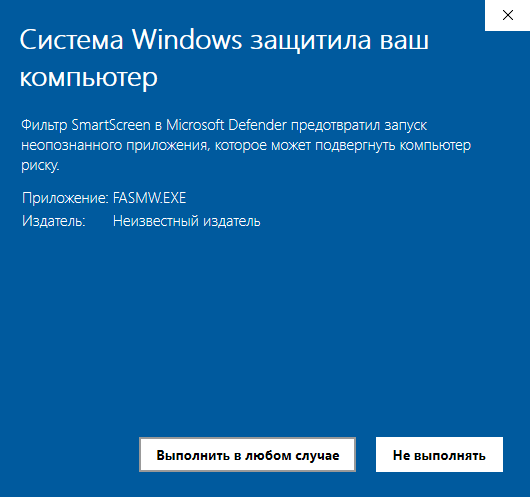 Система Windows защитила ваш
компьютер
Фильтр SmartScreen в Microsoft Defender предотвратил запуск
неопознанного приложения, которое может подвергнуть компьютер
риску.
Приложение: FASMW.EXE
Издатель: Неизвестный издатель
Выполнить в любом случае Не выполнять